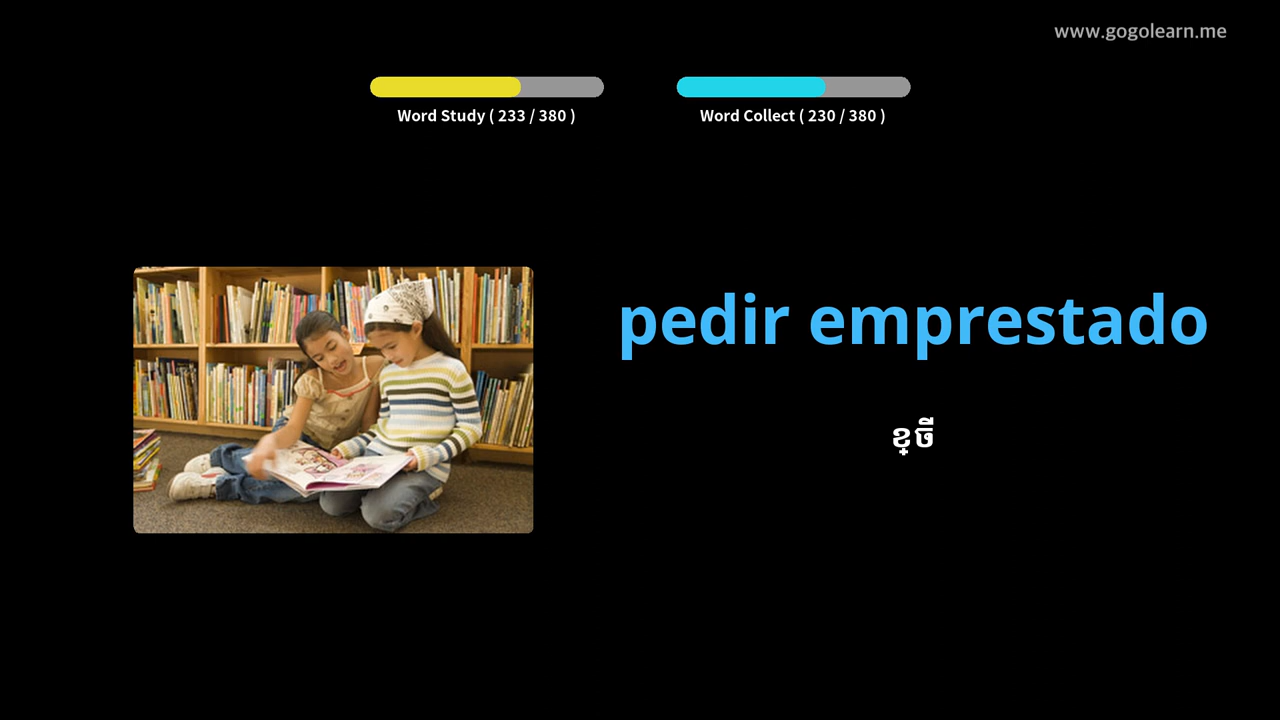 www.gogolearn.me
Word Study ( 233 / 380 )
Word Collect ( 230 / 380 )
pedir emprestado
ខ្ចី